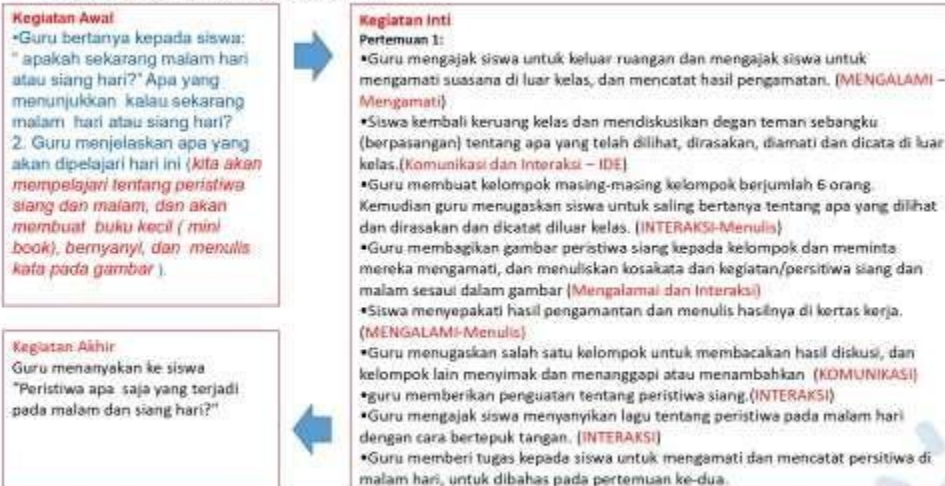 Kegiatan Awal
•Guru bertanya kepada siswa:
" apakah sekarang malam hari
atau siang hari?" Apa yang
menunjukkan kalau sekarang
malam hari atau siang hari?
2. Guru menjelaskan apa yang
akan dipelajari hari ini (kita akan
mempelajari tentang peristiwa
siang dan malam, dan akan
membuat buku kecil ( mini
book), bernyanyi, dan menulis
kata pada gambar ).
Kegiatan Inti
Pertemuan 1:
•Guru mengajak siswa untuk keluar ruangan dan mengajak siswa untuk
mengamati suasana di luar kelas, dan mencatat hasil pengamatan. (MENGALAMI –
Mengamati)
•Siswa kembali keruang kelas dan mendiskusikan degan teman sebangku
(berpasangan) tentang apa yang telah dilihat, dirasakan, diamati dan dicata di luar
kelas.(Komunikasi dan Interaksi – IDE)
•Guru membuat kelompok masing-masing kelompok berjumlah 6 orang.
Kemudian guru menugaskan siswa untuk saling bertanya tentang apa yang dilihat
dan dirasakan dan dicatat diluar kelas. (INTERAKSI-Menulis)
•Guru membagikan gambar peristiwa siang kepada kelompok dan meminta
mereka mengamati, dan menuliskan kosakata dan kegiatan/persitiwa siang dan
malam sesaui dalam gambar (Mengalamai dan Interaksi)
•Siswa menyepakati hasil pengamantan dan menulis hasilnya di kertas kerja.
(MENGALAMI-Menulis)
•Guru menugaskan salah satu kelompok untuk membacakan hasil diskusi, dan
kelompok lain menyimak dan menanggapi atau menambahkan (KOMUNIKASI)
•guru memberikan penguatan tentang peristiwa siang.(INTERAKSI)
•Guru mengajak siswa menyanyikan lagu tentang peristiwa pada malam hari
dengan cara bertepuk tangan. (INTERAKSI)
•Guru memberi tugas kepada siswa untuk mengamati dan mencatat persitiwa di
malam hari, untuk dibahas pada pertemuan ke-dua.
Kegiatan Akhir
Guru menanyakan ke siswa
"Peristiwa apa saja yang terjadi
pada malam dan siang hari?"